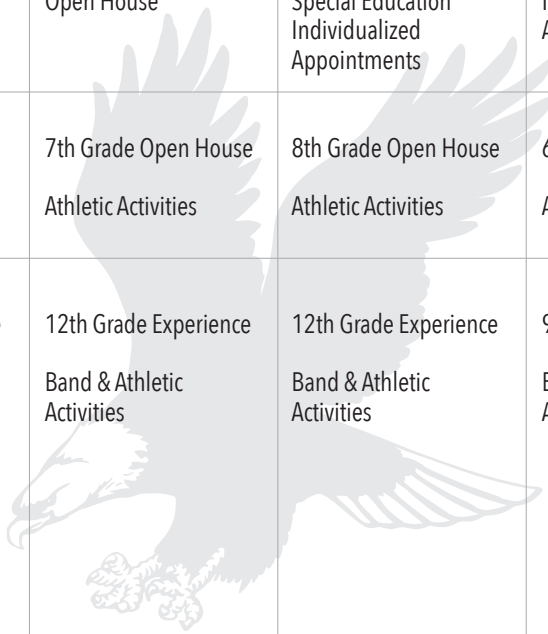 Open House
Special Education
Individualized
Appointments
7th Grade Open House
Athletic Activities
8th Grade Open House
Athletic Activities
12th Grade Experience
Band & Athletic
Activities
12th Grade Experience
Band & Athletic
Activities